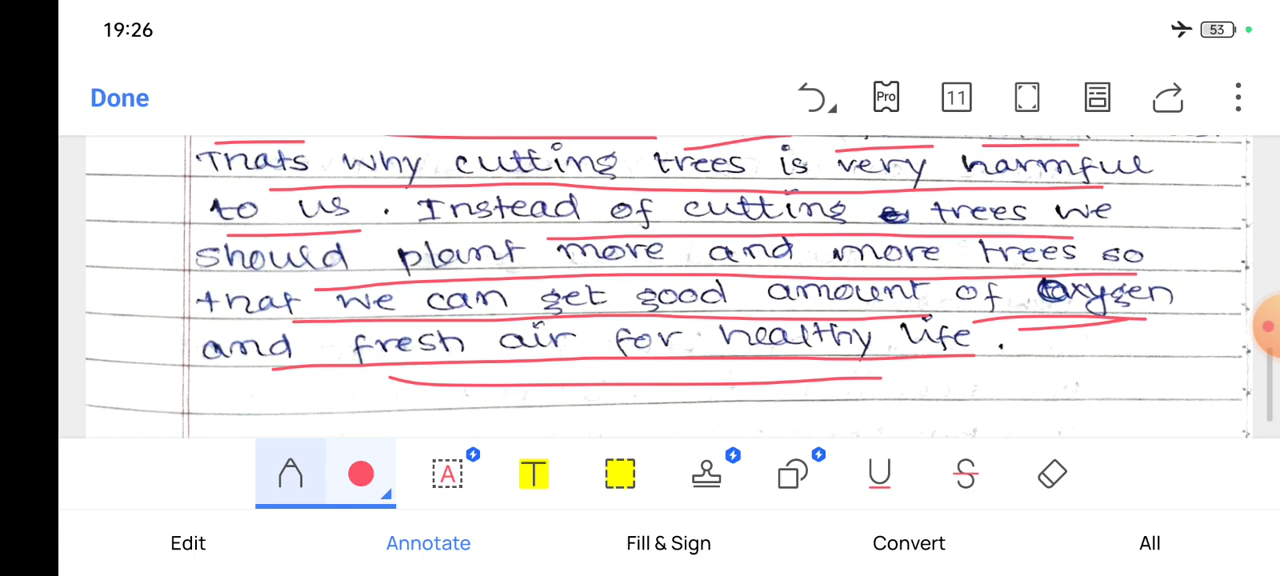 19:26
53
Done
Pro
11
Thats why cutting trees is very harmful
to us. Instead of cutting trees we
should plant more and more trees so
that we can get good amount of Oxygen
and fresh air for healthy life.
A
T
U
S
Edit
Annotate
Fill & Sign
Convert
All